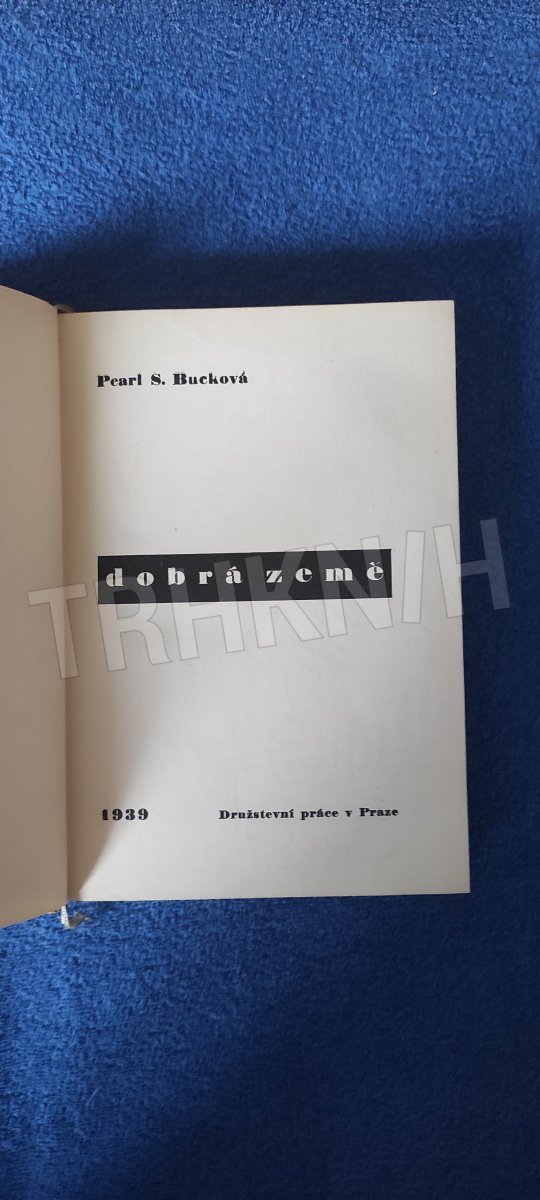 Pearl S. Bucková
dobrá země
TRHKNIH
1939 Družstevní práce v Praze